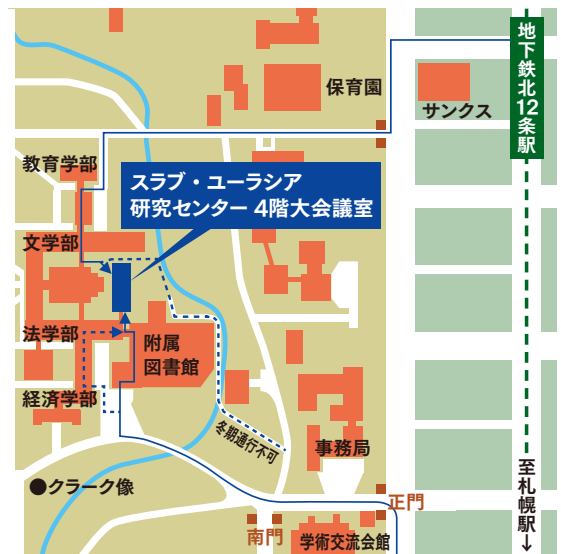 地下鉄北12条駅
保育園
サンクス
教育学部
スラブ・ユーラシア
研究センター 4階大会議室
文学部
法学部
附属
図書館
経済学部
冬期通行不可
事務局
●クラーク像
至札幌駅→
正門
南門
学術交流会館